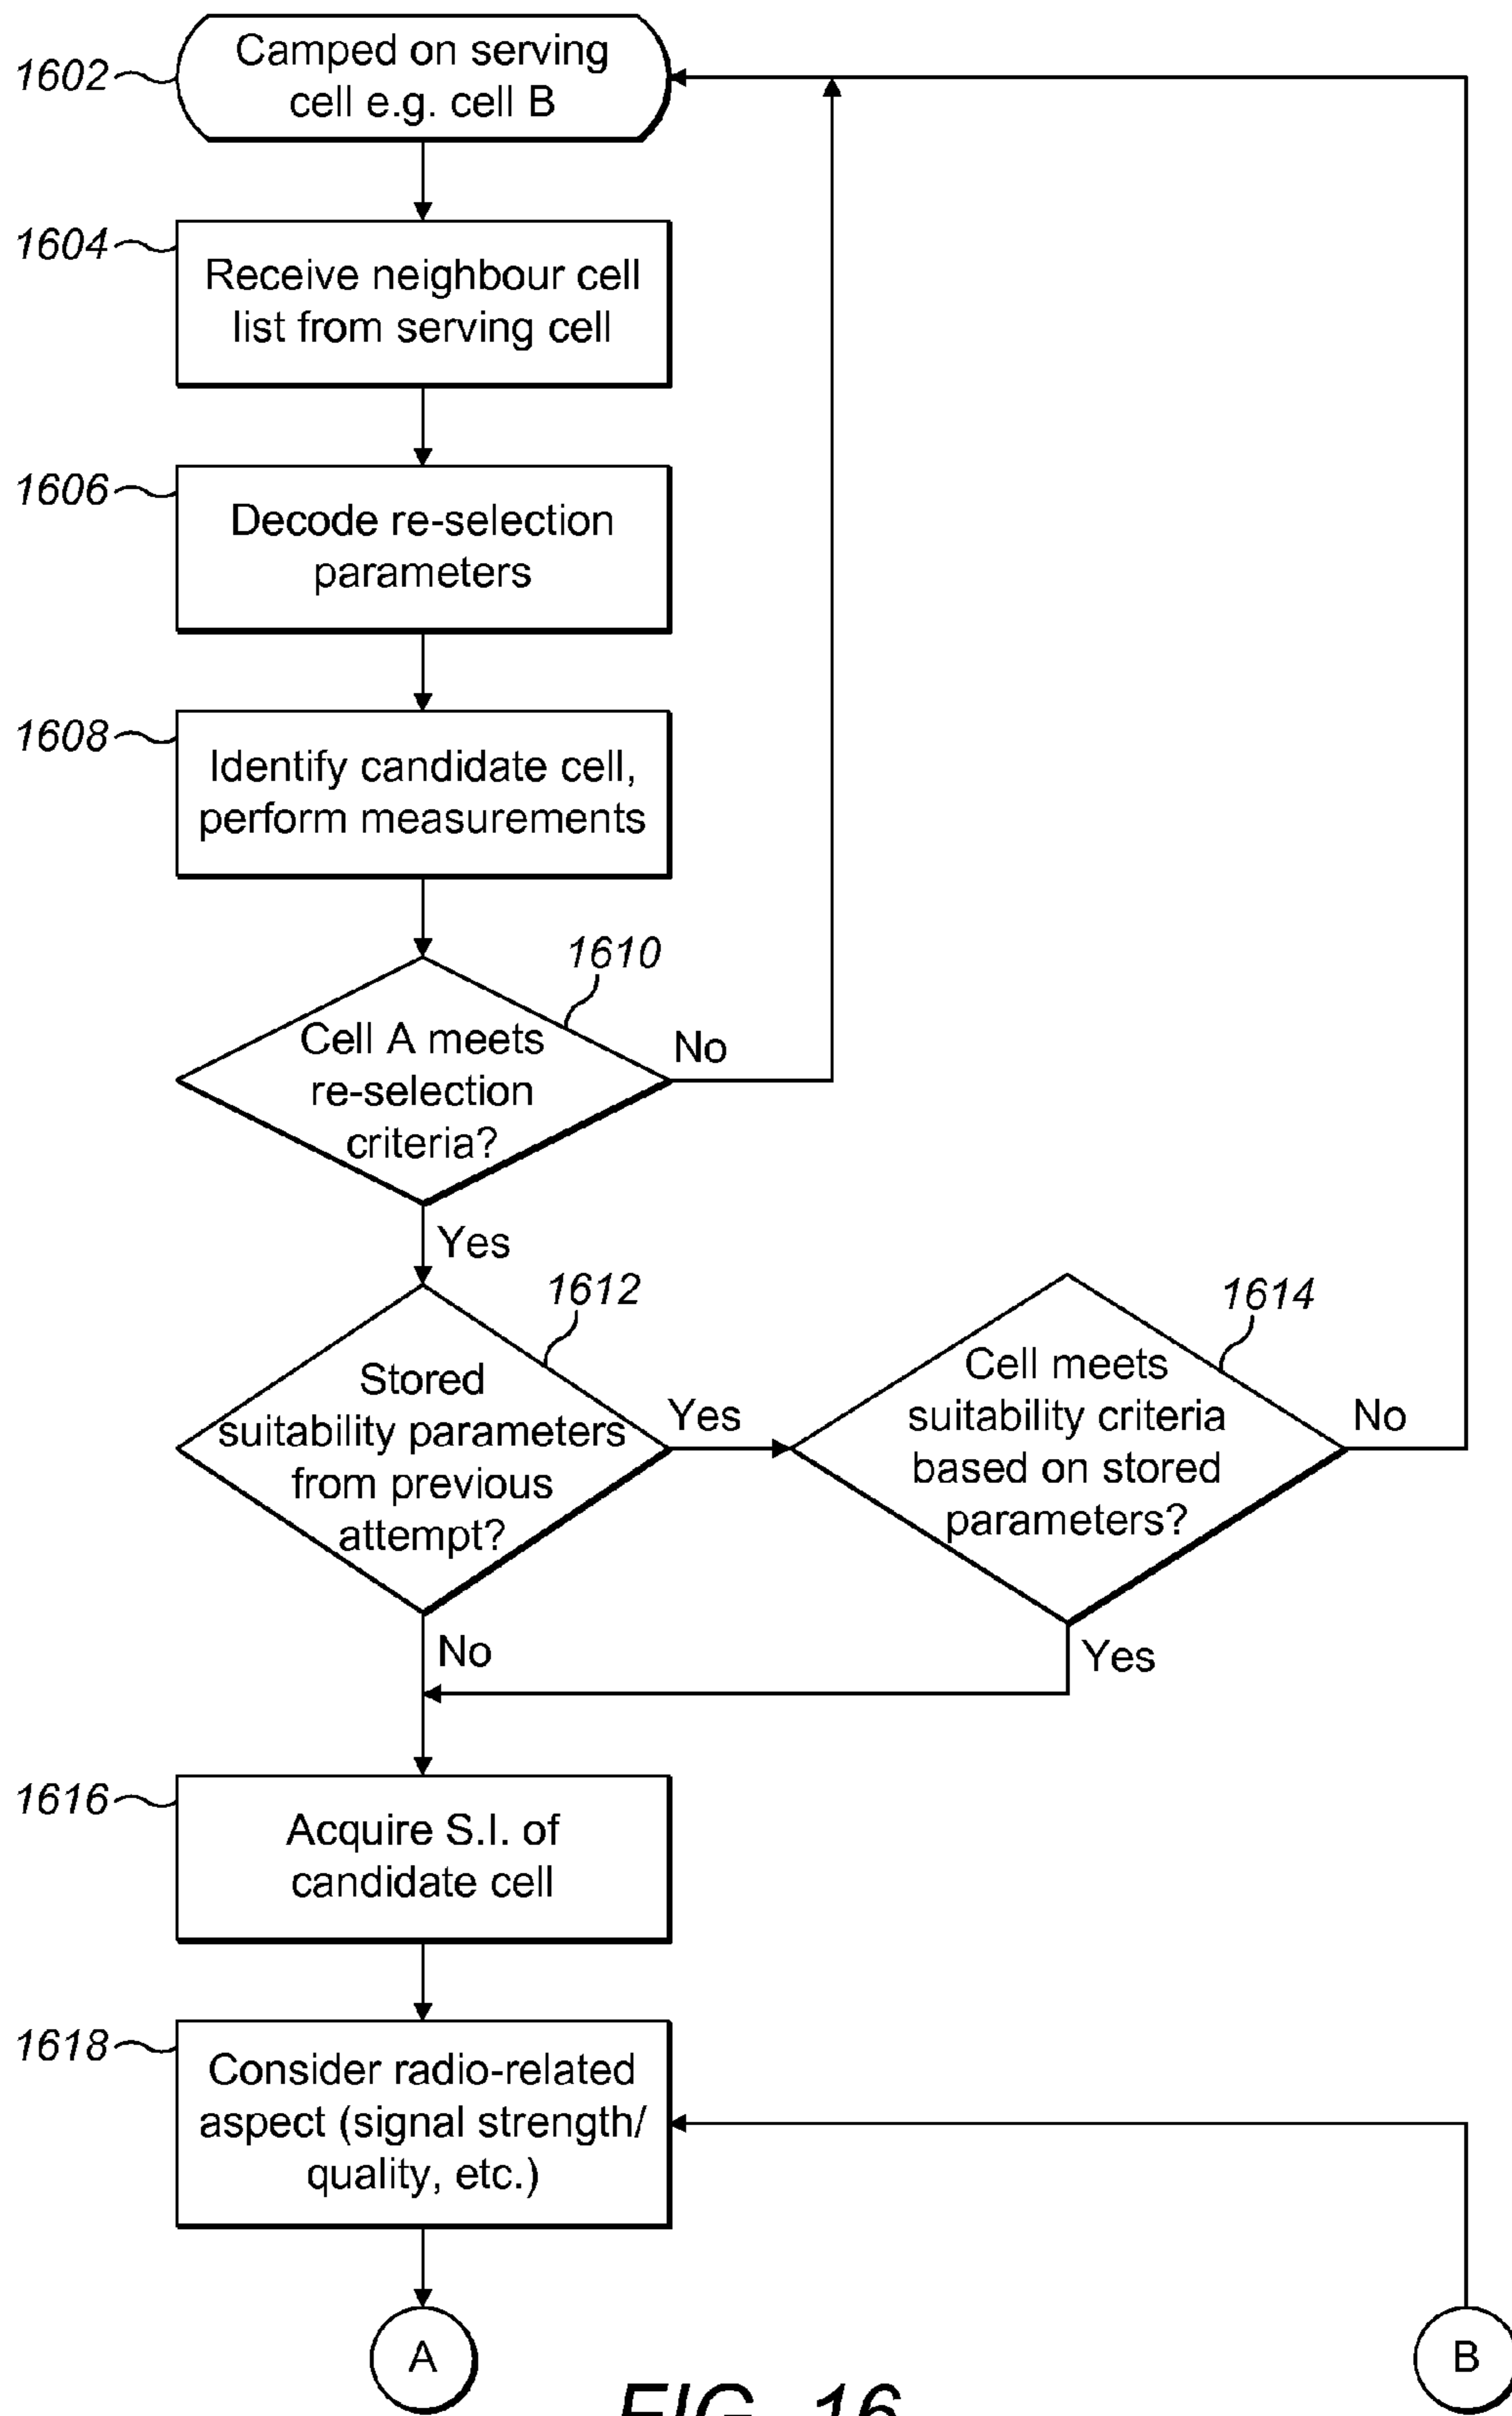 1602
Camped on serving
cell e.g. cell B
1604
Receive neighbour cell
list from serving cell
1606
Decode re-selection
parameters
1608
Identify candidate cell,
perform measurements
1610
Cell A meets
re-selection
criteria?
No
Yes
1612
Stored
suitability parameters
from previous
attempt?
Yes
1614
Cell meets
suitability criteria
based on stored
parameters?
No
No
Yes
1616
Acquire S.I. of
candidate cell
1618
Consider radio-related
aspect (signal strength/
quality, etc.)
A
B
FIG. 16